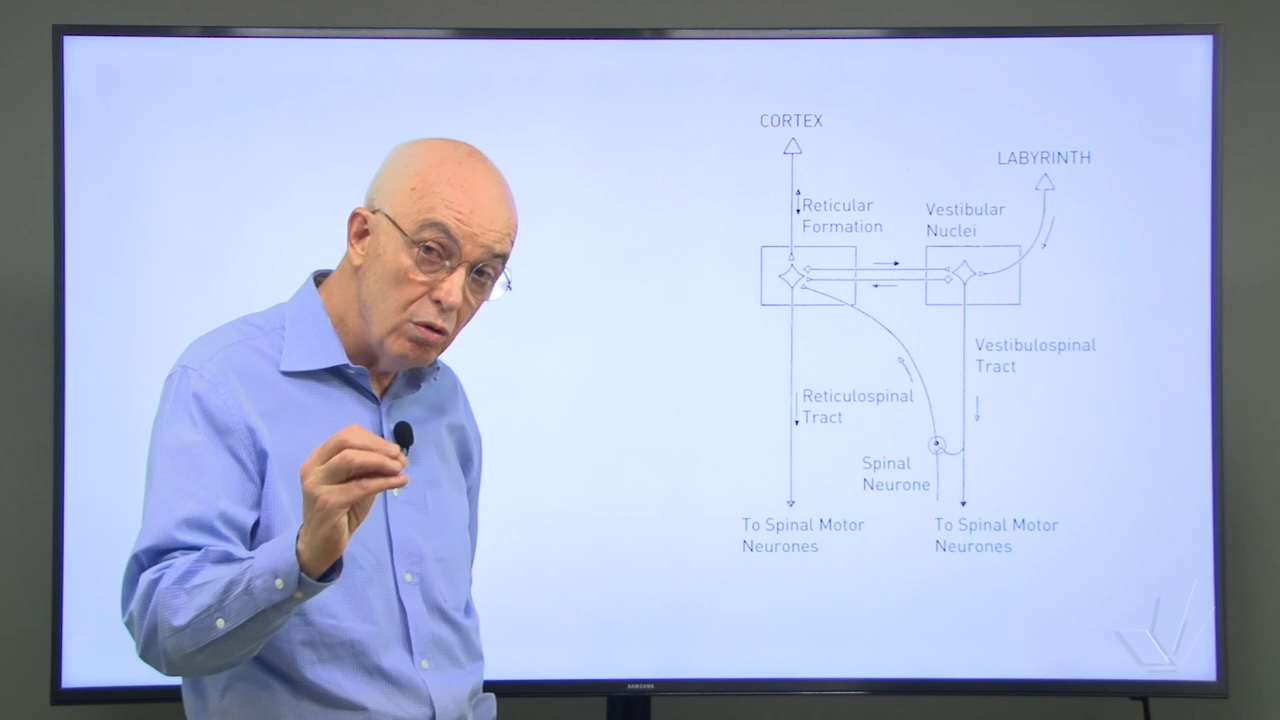 CORTEX
LABYRINTH
Reticular
Formation
Vestibular
Nuclei
Vestibulospinal
Tract
Reticulospinal
Tract
Spinal
Neurone
To Spinal Motor
Neurones
To Spinal Motor
Neurones
SAMSUNG